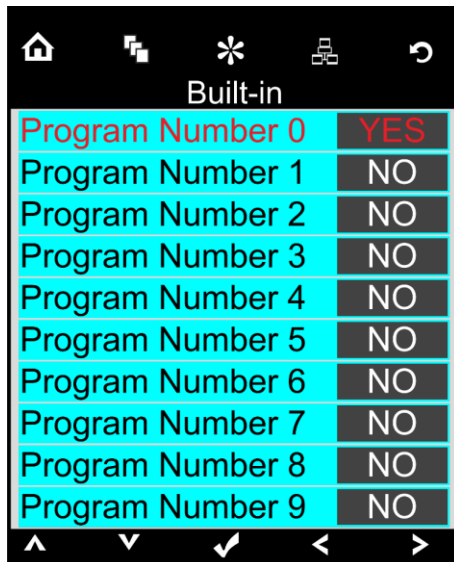 Built-in
Program Number 0 YES
Program Number 1 NO
Program Number 2 NO
Program Number 3 NO
Program Number 4 NO
Program Number 5 NO
Program Number 6 NO
Program Number 7 NO
Program Number 8 NO
Program Number 9 NO